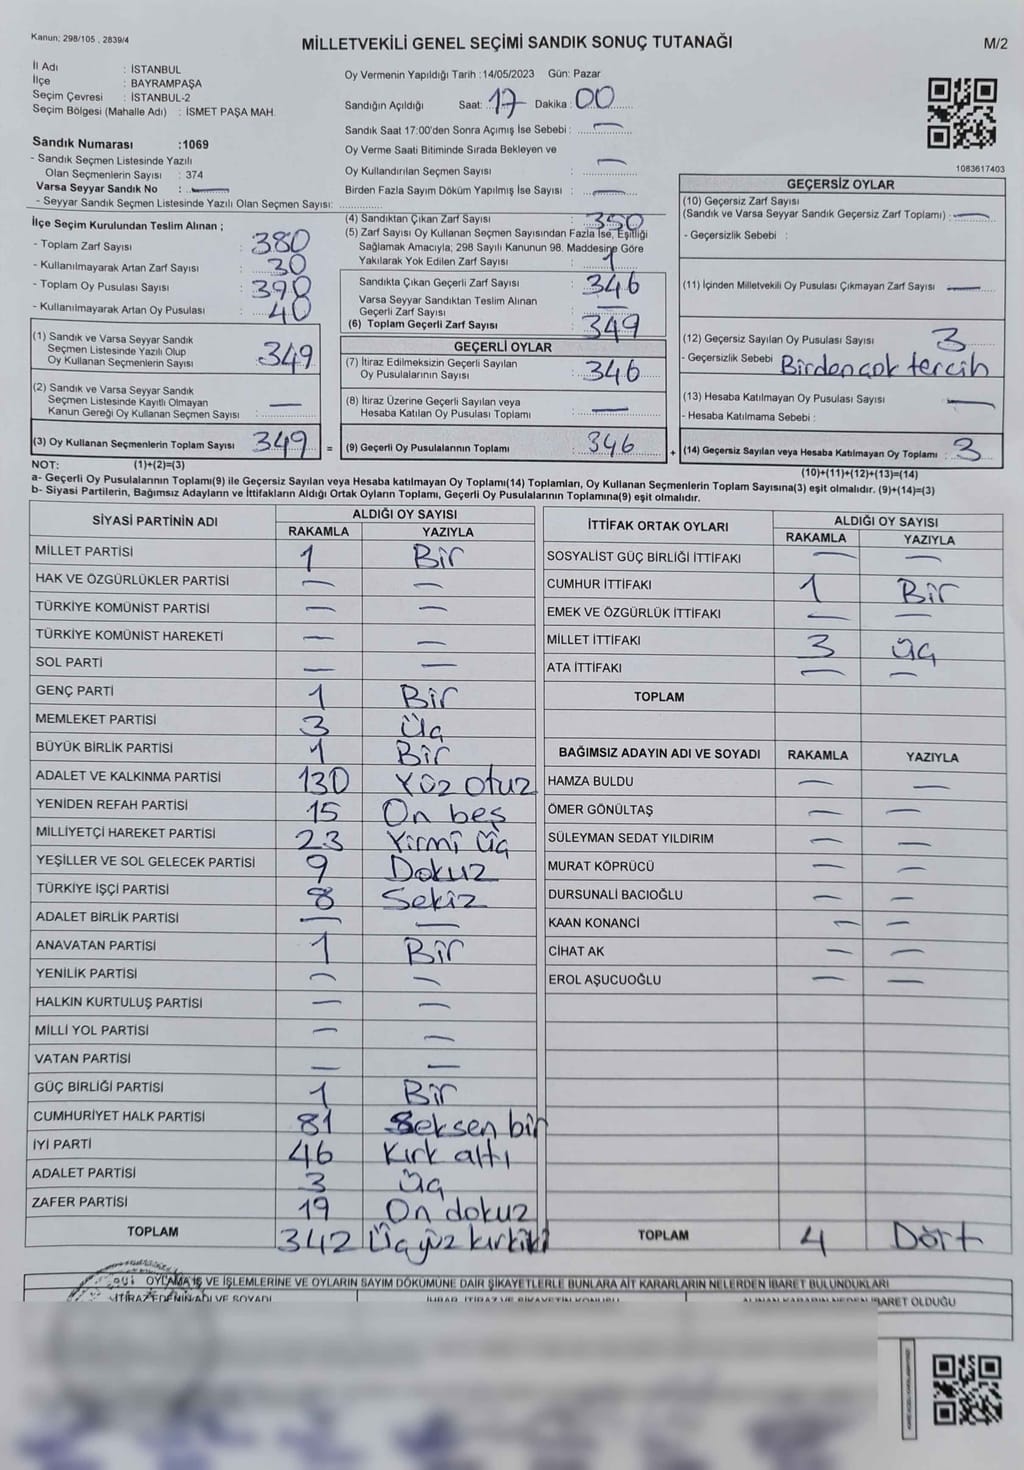 Kanun; 298/105 , 2839/4
MİLLETVEKİLİ GENEL SEÇİMİ SANDIK SONUÇ TUTANAĞI
M/2
İl Adı : İSTANBUL
İlçe : BAYRAMPAŞA
Seçim Çevresi : İSTANBUL-2
Seçim Bölgesi (Mahalle Adı) : İSMET PAŞA MAH.
Sandık Numarası :1069
- Sandık Seçmen Listesinde Yazılı
Olan Seçmenlerin Sayısı : 374
Varsa Seyyar Sandık No : —
- Seyyar Sandık Seçmen Listesinde Yazılı Olan Seçmen Sayısı:
Oy Vermenin Yapıldığı Tarih :14/05/2023 Gün: Pazar
Sandığın Açıldığı Saat: 17 Dakika : 00
Sandık Saat 17:00'den Sonra Açımış İse Sebebi : —
Oy Verme Saati Bitiminde Sırada Bekleyen ve
Oy Kullandırılan Seçmen Sayısı : —
Birden Fazla Sayım Döküm Yapılmış İse Sayısı : —
1083617403
İlçe Seçim Kurulundan Teslim Alınan ;
- Toplam Zarf Sayısı : 380
- Kullanılmayarak Artan Zarf Sayısı : 30
- Toplam Oy Pusulası Sayısı : 390
- Kullanılmayarak Artan Oy Pusulası : 40
(1) Sandık ve Varsa Seyyar Sandık
Seçmen Listesinde Yazılı Olup
Oy Kullanan Seçmenlerin Sayısı : 349
(2) Sandık ve Varsa Seyyar Sandık
Seçmen Listesinde Kayıtlı Olmayan
Kanun Gereği Oy Kullanan Seçmen Sayısı : —
(3) Oy Kullanan Seçmenlerin Toplam Sayısı 349 =
(4) Sandıktan Çıkan Zarf Sayısı : 350
(5) Zarf Sayısı Oy Kullanan Seçmen Sayısından Fazla İse, Eşitliği
Sağlamak Amacıyla; 298 Sayılı Kanunun 98. Maddesine Göre
Yakılarak Yok Edilen Zarf Sayısı : 1
Sandıkta Çıkan Geçerli Zarf Sayısı : 346
Varsa Seyyar Sandıktan Teslim Alınan
Geçerli Zarf Sayısı : —
(6) Toplam Geçerli Zarf Sayısı : 349
GEÇERLİ OYLAR
(7) İtiraz Edilmeksizin Geçerli Sayılan
Oy Pusulalarının Sayısı : 346
(8) İtiraz Üzerine Geçerli Sayılan veya
Hesaba Katılan Oy Pusulası Toplamı : —
(9) Geçerli Oy Pusulalarının Toplamı 346 +
GEÇERSİZ OYLAR
(10) Geçersiz Zarf Sayısı
(Sandık ve Varsa Seyyar Sandık Geçersiz Zarf Toplamı) : —
- Geçersizlik Sebebi :
(11) İçinden Milletvekili Oy Pusulası Çıkmayan Zarf Sayısı : —
(12) Geçersiz Sayılan Oy Pusulası Sayısı : 3
- Geçersizlik Sebebi : Birden çok tercih
(13) Hesaba Katılmayan Oy Pusulası Sayısı : —
- Hesaba Katılmama Sebebi :
(14) Geçersiz Sayılan veya Hesaba Katılmayan Oy Toplamı : 3
NOT: (1)+(2)=(3)
(10)+(11)+(12)+(13)=(14)
a- Geçerli Oy Pusulalarının Toplamı(9) ile Geçersiz Sayılan veya Hesaba katılmayan Oy Toplamı(14) Toplamları, Oy Kullanan Seçmenlerin Toplam Sayısına(3) eşit olmalıdır. (9)+(14)=(3)
b- Siyasi Partilerin, Bağımsız Adayların ve İttifakların Aldığı Ortak Oyların Toplamı, Geçerli Oy Pusulalarının Toplamına(9) eşit olmalıdır.
SİYASİ PARTİNİN ADI ALDIĞI OY SAYISI
RAKAMLA YAZIYLA
MİLLET PARTİSİ 1 Bir
HAK VE ÖZGÜRLÜKLER PARTİSİ — —
TÜRKİYE KOMÜNİST PARTİSİ — —
TÜRKİYE KOMÜNİST HAREKETİ — —
SOL PARTİ — —
GENÇ PARTİ 1 Bir
MEMLEKET PARTİSİ 3 Üç
BÜYÜK BİRLİK PARTİSİ 1 Bir
ADALET VE KALKINMA PARTİSİ 130 Yüz otuz
YENİDEN REFAH PARTİSİ 15 On beş
MİLLİYETÇİ HAREKET PARTİSİ 23 Yirmi üç
YEŞİLLER VE SOL GELECEK PARTİSİ 9 Dokuz
TÜRKİYE İŞÇİ PARTİSİ 8 Sekiz
ADALET BİRLİK PARTİSİ — —
ANAVATAN PARTİSİ 1 Bir
YENİLİK PARTİSİ — —
HALKIN KURTULUŞ PARTİSİ — —
MİLLİ YOL PARTİSİ — —
VATAN PARTİSİ — —
GÜÇ BİRLİĞİ PARTİSİ 1 Bir
CUMHURİYET HALK PARTİSİ 81 Seksen bir
İYİ PARTİ 46 Kırk altı
ADALET PARTİSİ 3 Üç
ZAFER PARTİSİ 19 On dokuz
TOPLAM 342 Üç yüz kırkiki
İTTİFAK ORTAK OYLARI ALDIĞI OY SAYISI
RAKAMLA YAZIYLA
SOSYALİST GÜÇ BİRLİĞİ İTTİFAKI — —
CUMHUR İTTİFAKI 1 Bir
EMEK VE ÖZGÜRLÜK İTTİFAKI — —
MİLLET İTTİFAKI 3 Üç
ATA İTTİFAKI — —
TOPLAM
BAĞIMSIZ ADAYIN ADI VE SOYADI RAKAMLA YAZIYLA
HAMZA BULDU — —
ÖMER GÖNÜLTAŞ — —
SÜLEYMAN SEDAT YILDIRIM — —
MURAT KÖPRÜCÜ — —
DURSUNALİ BACIOĞLU — —
KAAN KONANCİ — —
CİHAT AK — —
EROL AŞUCUOĞLU — —
TOPLAM 4 Dört
OYLAMA İŞ VE İŞLEMLERİNE VE OYLARIN SAYIM DÖKÜMÜNE DAİR ŞİKAYETLERLE BUNLARA AİT KARARLARIN NELERDEN İBARET BULUNDUKLARI
İTİRAZ EDENİN ADI VE SOYADI
İBARET OLDUĞU